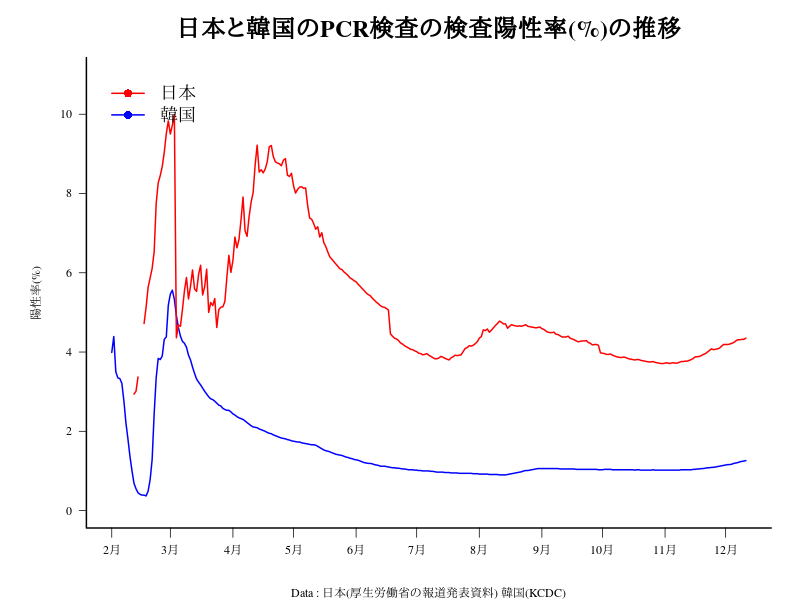 日本と韓国のPCR検査の検査陽性率(%)の推移
日本
韓国
陽性率(%)
10
8
6
4
2
0
2月 3月 4月 5月 6月 7月 8月 9月 10月 11月 12月
Data : 日本(厚生労働省の報道発表資料) 韓国(KCDC)